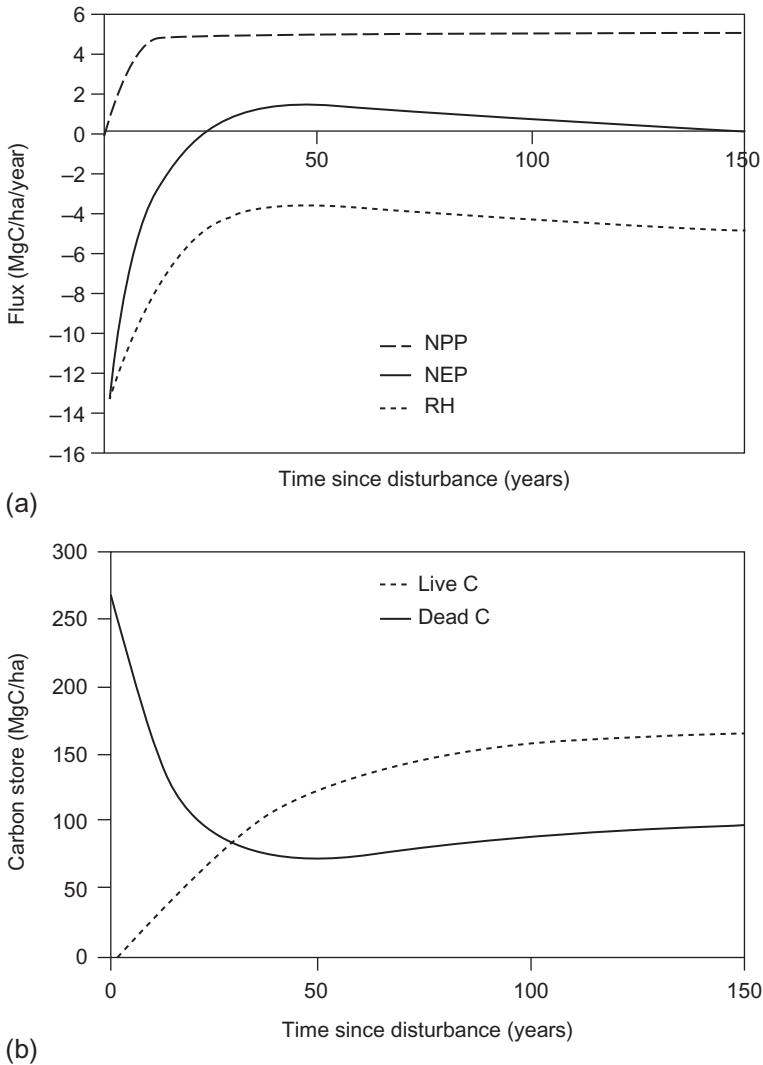 6
4
2
0
–2
–4
–6
–8
–10
–12
–14
–16
50
100
150
Flux (MgC/ha/year)
NPP
NEP
RH
Time since disturbance (years)
(a)
300
250
200
150
100
50
0
Carbon store (MgC/ha)
Live C
Dead C
0
50
100
150
Time since disturbance (years)
(b)